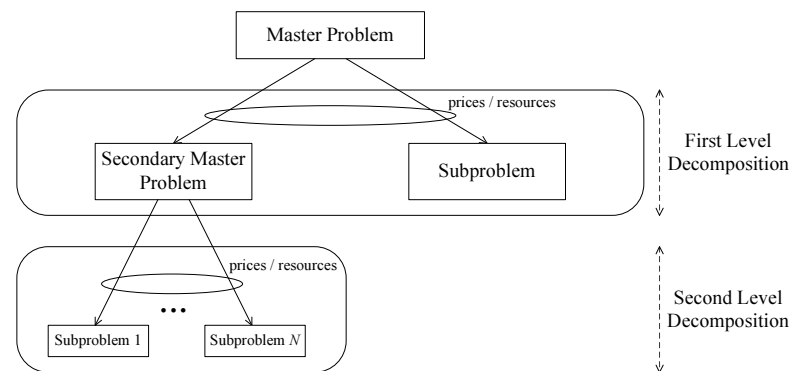 Master Problem
prices / resources
Secondary Master
Problem
Subproblem
First Level
Decomposition
prices / resources
Second Level
Decomposition
...
Subproblem 1
Subproblem N